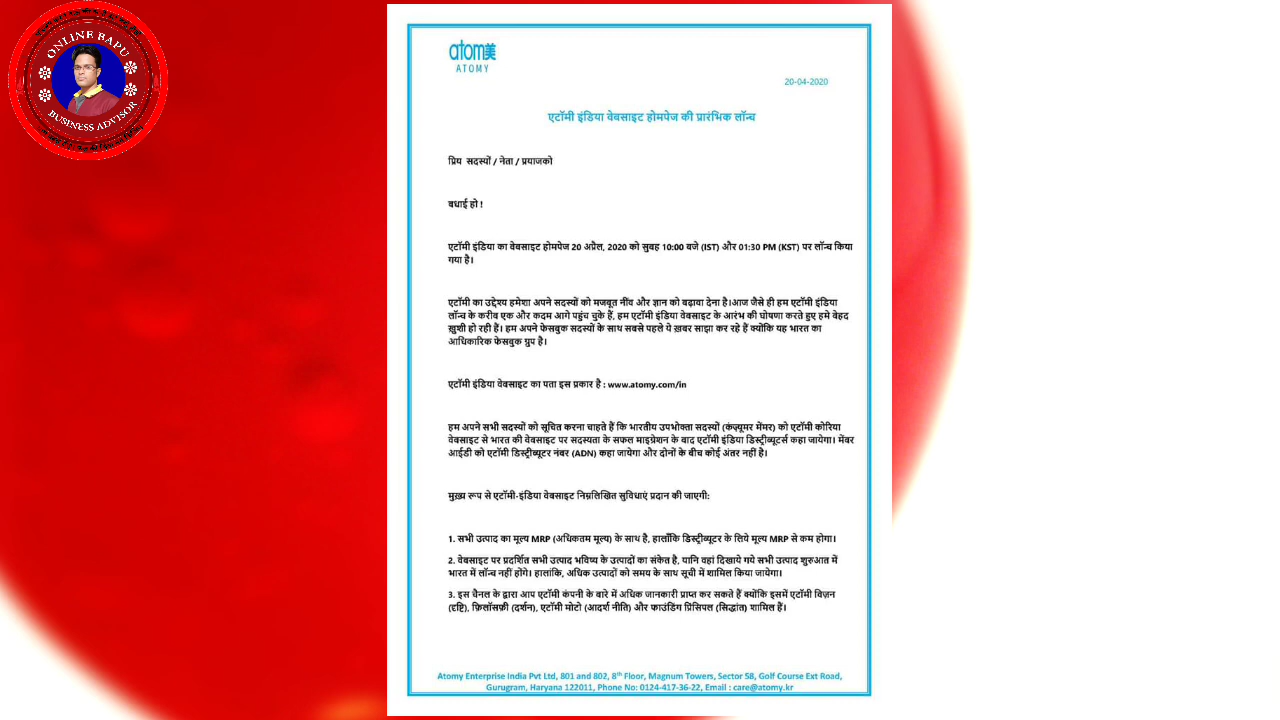 ONLINE BAPU
BUSINESS ADVISOR
atom美
ATOMY
20-04-2020
एटॉमी इंडिया वेबसाइट होमपेज की प्रारंभिक लॉन्च
प्रिय सदस्यों / नेता / प्रयाजको
बधाई हो !
एटॉमी इंडिया का वेबसाइट होमपेज 20 अप्रैल, 2020 को सुबह 10:00 बजे (IST) और 01:30 PM (KST) पर लॉन्च किया
गया है।
एटॉमी का उद्देश्य हमेशा अपने सदस्यों को मजबूत नींव और ज्ञान को बढ़ावा देना है।आज जैसे ही हम एटॉमी इंडिया
लॉन्च के करीब एक और कदम आगे पहुंच चुके हैं, हम एटॉमी इंडिया वेबसाइट के आरंभ की घोषणा करते हुए हमे बेहद
ख़ुशी हो रही हैं। हम अपने फेसबुक सदस्यों के साथ सबसे पहले ये ख़बर साझा कर रहे हैं क्योंकि यह भारत का
आधिकारिक फेसबुक ग्रुप है।
एटॉमी इंडिया वेबसाइट का पता इस प्रकार है : www.atomy.com/in
हम अपने सभी सदस्यों को सूचित करना चाहते हैं कि भारतीय उपभोक्ता सदस्यों (कंज़्यूमर मेंमर) को एटॉमी कोरिया
वेबसाइट से भारत की वेबसाइट पर सदस्यता के सफल माइग्रेशन के बाद एटॉमी इंडिया डिस्ट्रीब्यूटर्स कहा जायेगा। मेंबर
आईडी को एटॉमी डिस्ट्रीब्यूटर नंबर (ADN) कहा जायेगा और दोनों के बीच कोई अंतर नहीं है।
मुख़्य रूप से एटॉमी-इंडिया वेबसाइट निम्नलिखित सुविधाएं प्रदान की जाएगी:
1. सभी उत्पाद का मूल्य MRP (अधिकतम मूल्य) के साथ है, हालाँकि डिस्ट्रीब्यूटर के लिये मूल्य MRP से कम होगा।
2. वेबसाइट पर प्रदर्शित सभी उत्पाद भविष्य के उत्पादों का संकेत है, यानि वहां दिखाये गये सभी उत्पाद शुरुआत में
भारत में लॉन्च नहीं होंगे। हालांकि, अधिक उत्पादों को समय के साथ सूची में शामिल किया जायेगा।
3. इस चैनल के द्वारा आप एटॉमी कंपनी के बारे में अधिक जानकारी प्राप्त कर सकते हैं क्योंकि इसमें एटॉमी विज़न
(दृष्टि), फ़िलॉसफ़ी (दर्शन), एटॉमी मोटो (आदर्श नीति) और फाउंडिंग प्रिंसिपल (सिद्धांत) शामिल हैं।
Atomy Enterprise India Pvt Ltd, 801 and 802, 8th Floor, Magnum Towers, Sector 58, Golf Course Ext Road,
Gurugram, Haryana 122011, Phone No: 0124-417-36-22, Email : care@atomy.kr